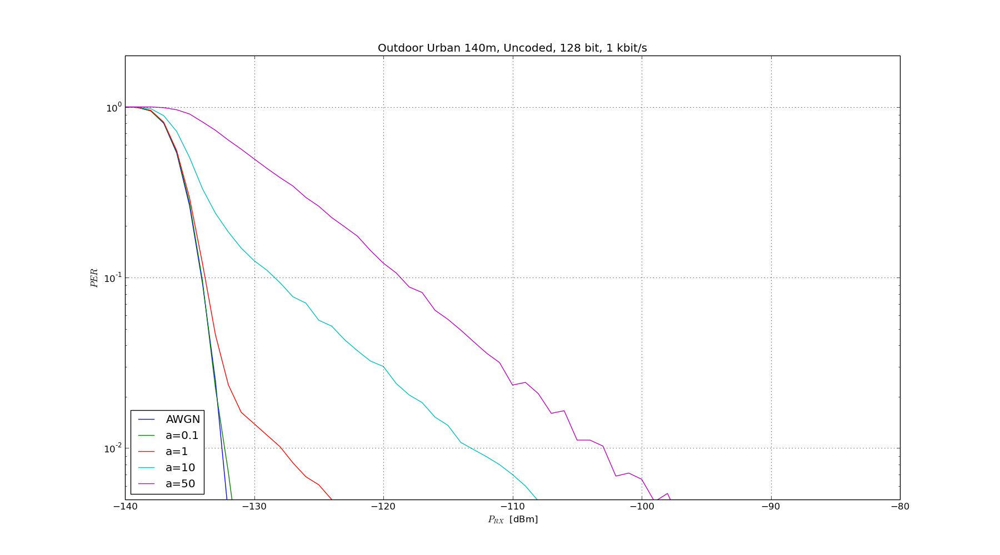 Outdoor Urban 140m, Uncoded, 128 bit, 1 kbit/s
10^0
10^-1
10^-2
PER
AWGN
a=0.1
a=1
a=10
a=50
−140 −130 −120 −110 −100 −90 −80
P_RX [dBm]